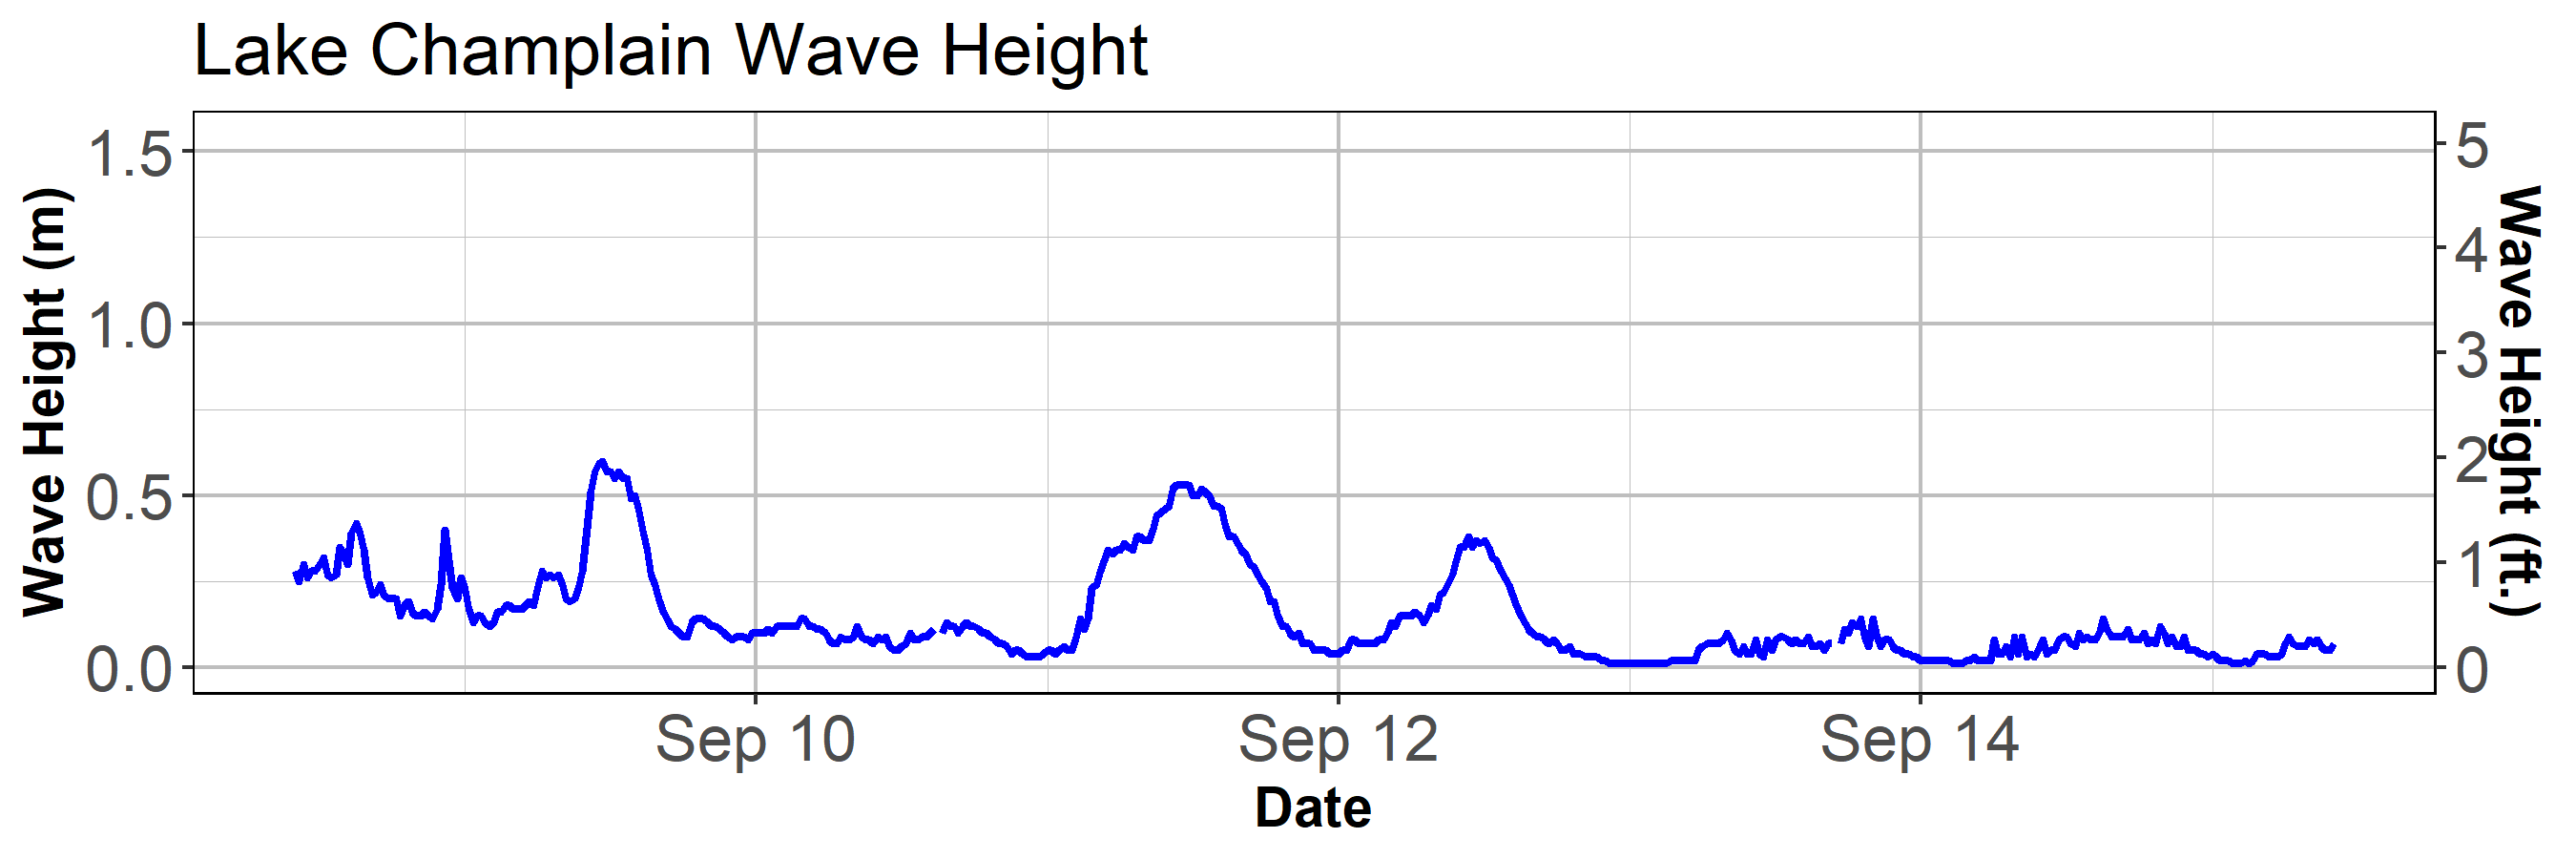 Lake Champlain Wave Height
Wave Height (m)
1.5
1.0
0.5
0.0
5
4
3
2
1
0
Wave Height (ft.)
Sep 10 Sep 12 Sep 14
Date